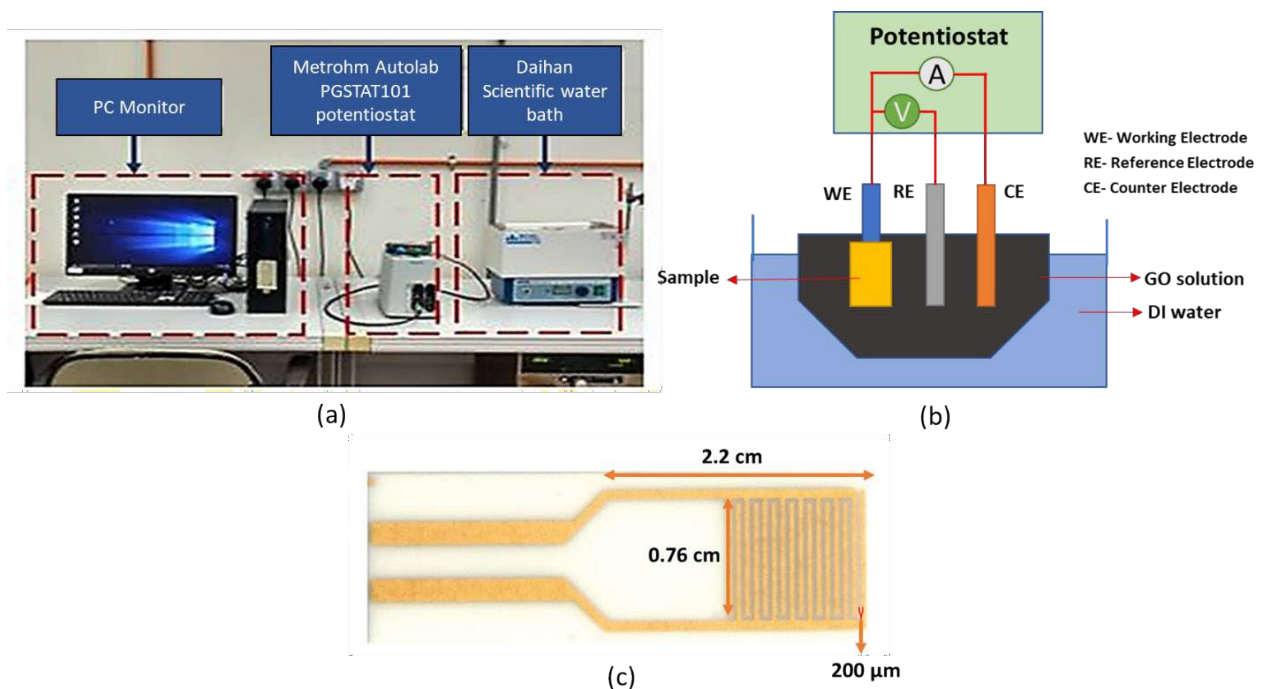 PC Monitor
Metrohm Autolab
PGSTAT101
potentiostat
Daihan
Scientific water
bath
(a)
Potentiostat
A
V
WE- Working Electrode
RE- Reference Electrode
CE- Counter Electrode
WE
RE
CE
Sample
GO solution
DI water
(b)
2.2 cm
0.76 cm
200 µm
(c)